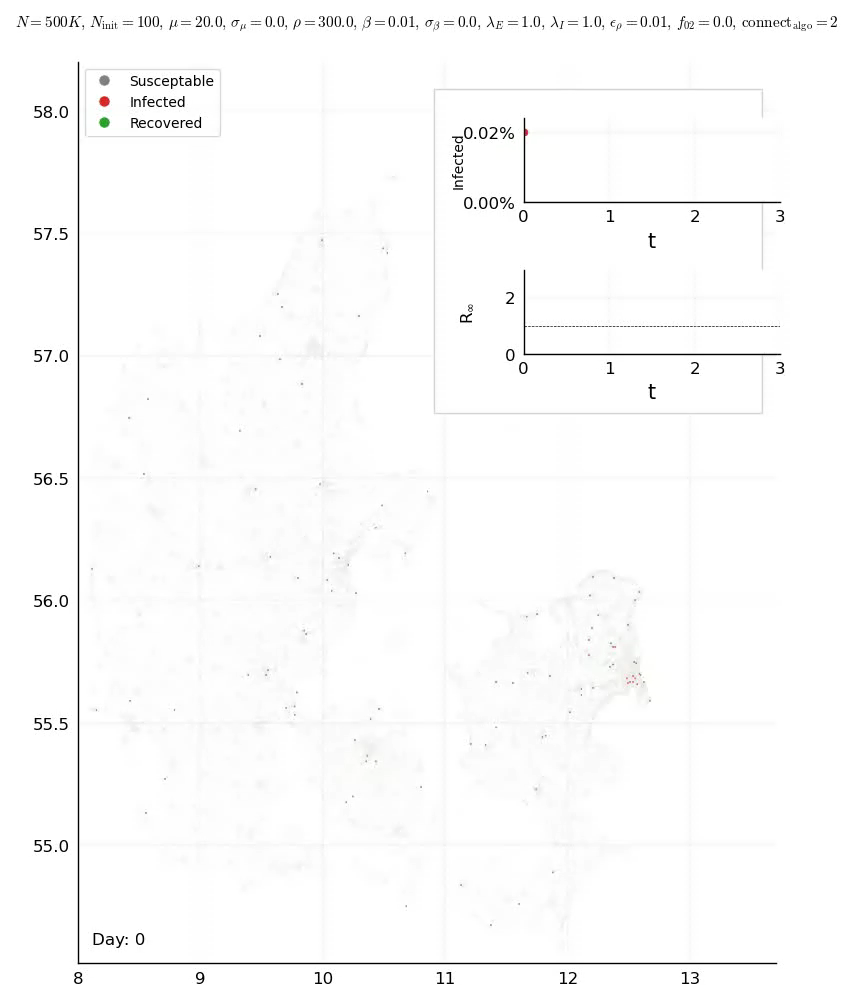 N = 500K, N_init = 100, μ = 20.0, σ_μ = 0.0, ρ = 300.0, β = 0.01, σ_β = 0.0, λ_E = 1.0, λ_I = 1.0, ϵ_ρ = 0.01, f_02 = 0.0, connect_algo = 2
Susceptable
Infected
Recovered
Infected
0.02%
0.00%
0 1 2 3
t
R∞
2
0
0 1 2 3
t
58.0
57.5
57.0
56.5
56.0
55.5
55.0
Day: 0
8 9 10 11 12 13